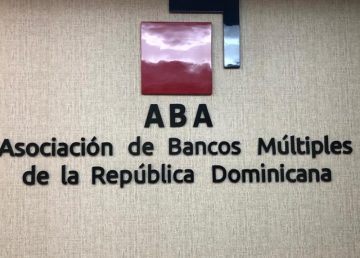 ABA
Asociación de Bancos Múltiples
de la República Dominicana